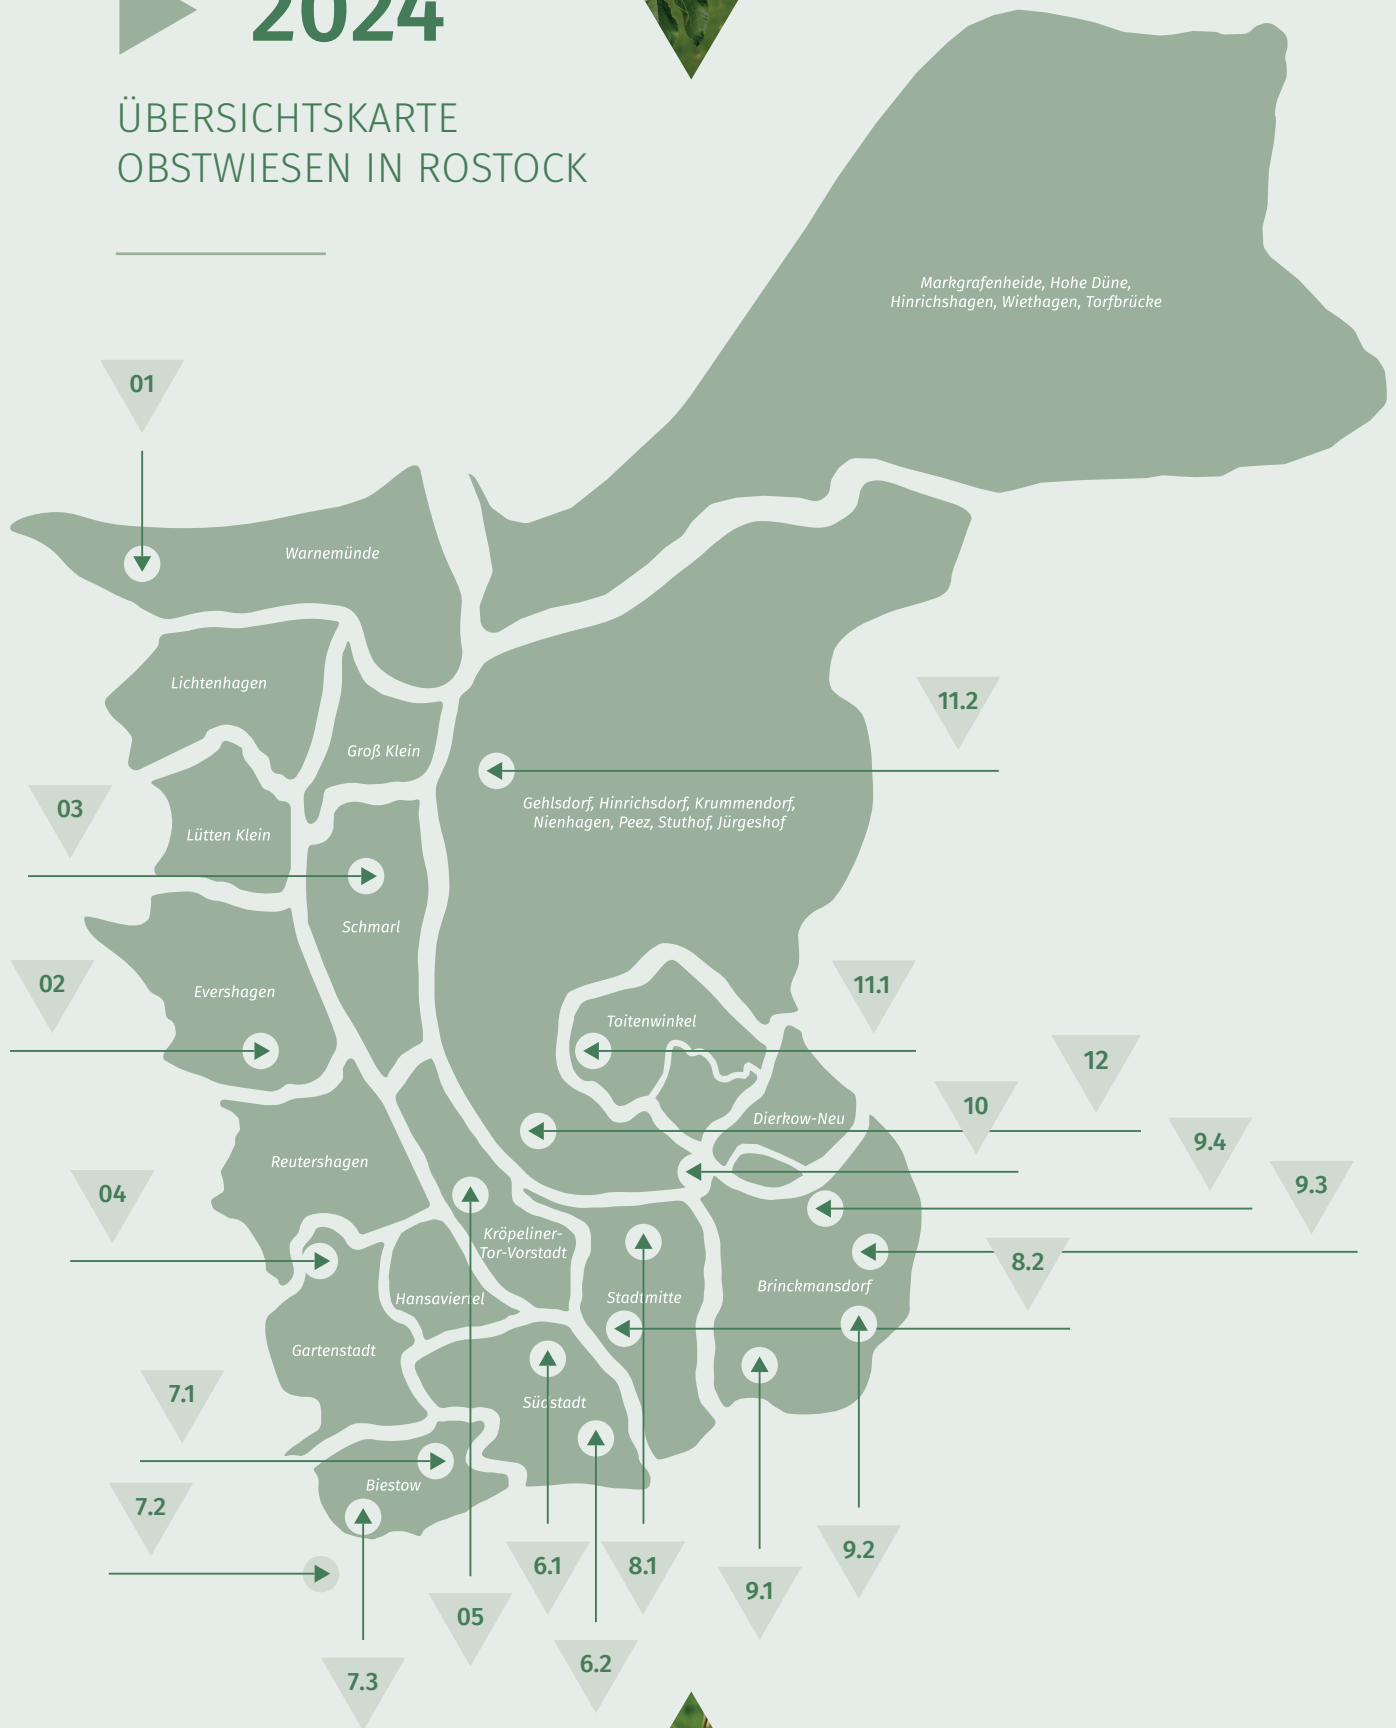 2024
ÜBERSICHTSKARTE
OBSTWIESEN IN ROSTOCK
Markgrafenheide, Hohe Düne,
Hinrichshagen, Wiethagen, Torfbrücke
01
Warnemünde
Lichtenhagen
11.2
Groß Klein
03
Gehlsdorf, Hinrichsdorf, Krummendorf,
Nienhagen, Peez, Stuthof, Jürgeshof
Lütten Klein
Schmarl
02
Evershagen
11.1
Toitenwinkel
12
10
Dierkow-Neu
9.4
Reutershagen
9.3
04
Kröpeliner-
Tor-Vorstadt
8.2
Brinckmansdorf
Hansaviertel
Stadtmitte
Gartenstadt
7.1
Südstadt
Biestow
7.2
9.2
6.1
8.1
9.1
05
6.2
7.3